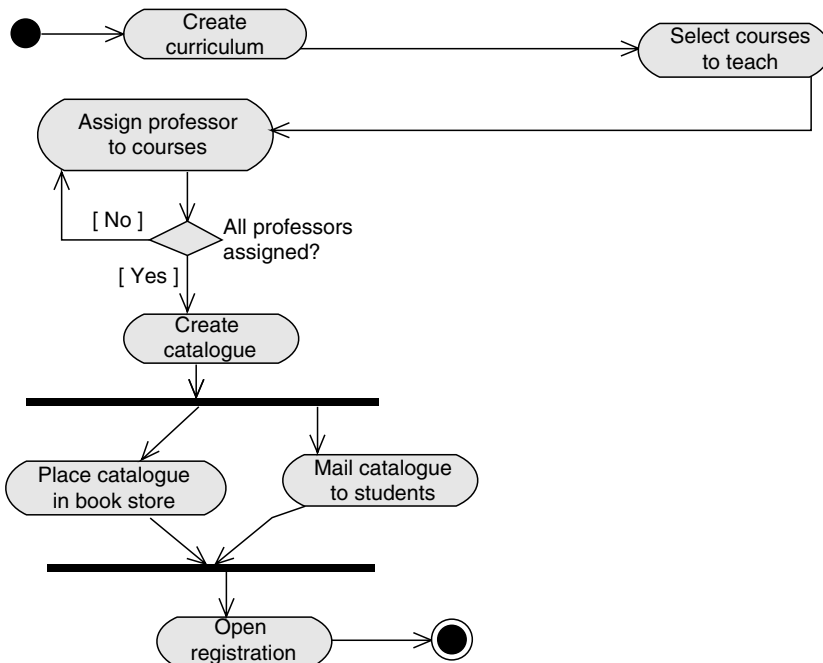 Create
curriculum
Select courses
to teach
Assign professor
to courses
[ No ]
All professors
assigned?
[ Yes ]
Create
catalogue
Place catalogue
in book store
Mail catalogue
to students
Open
registration